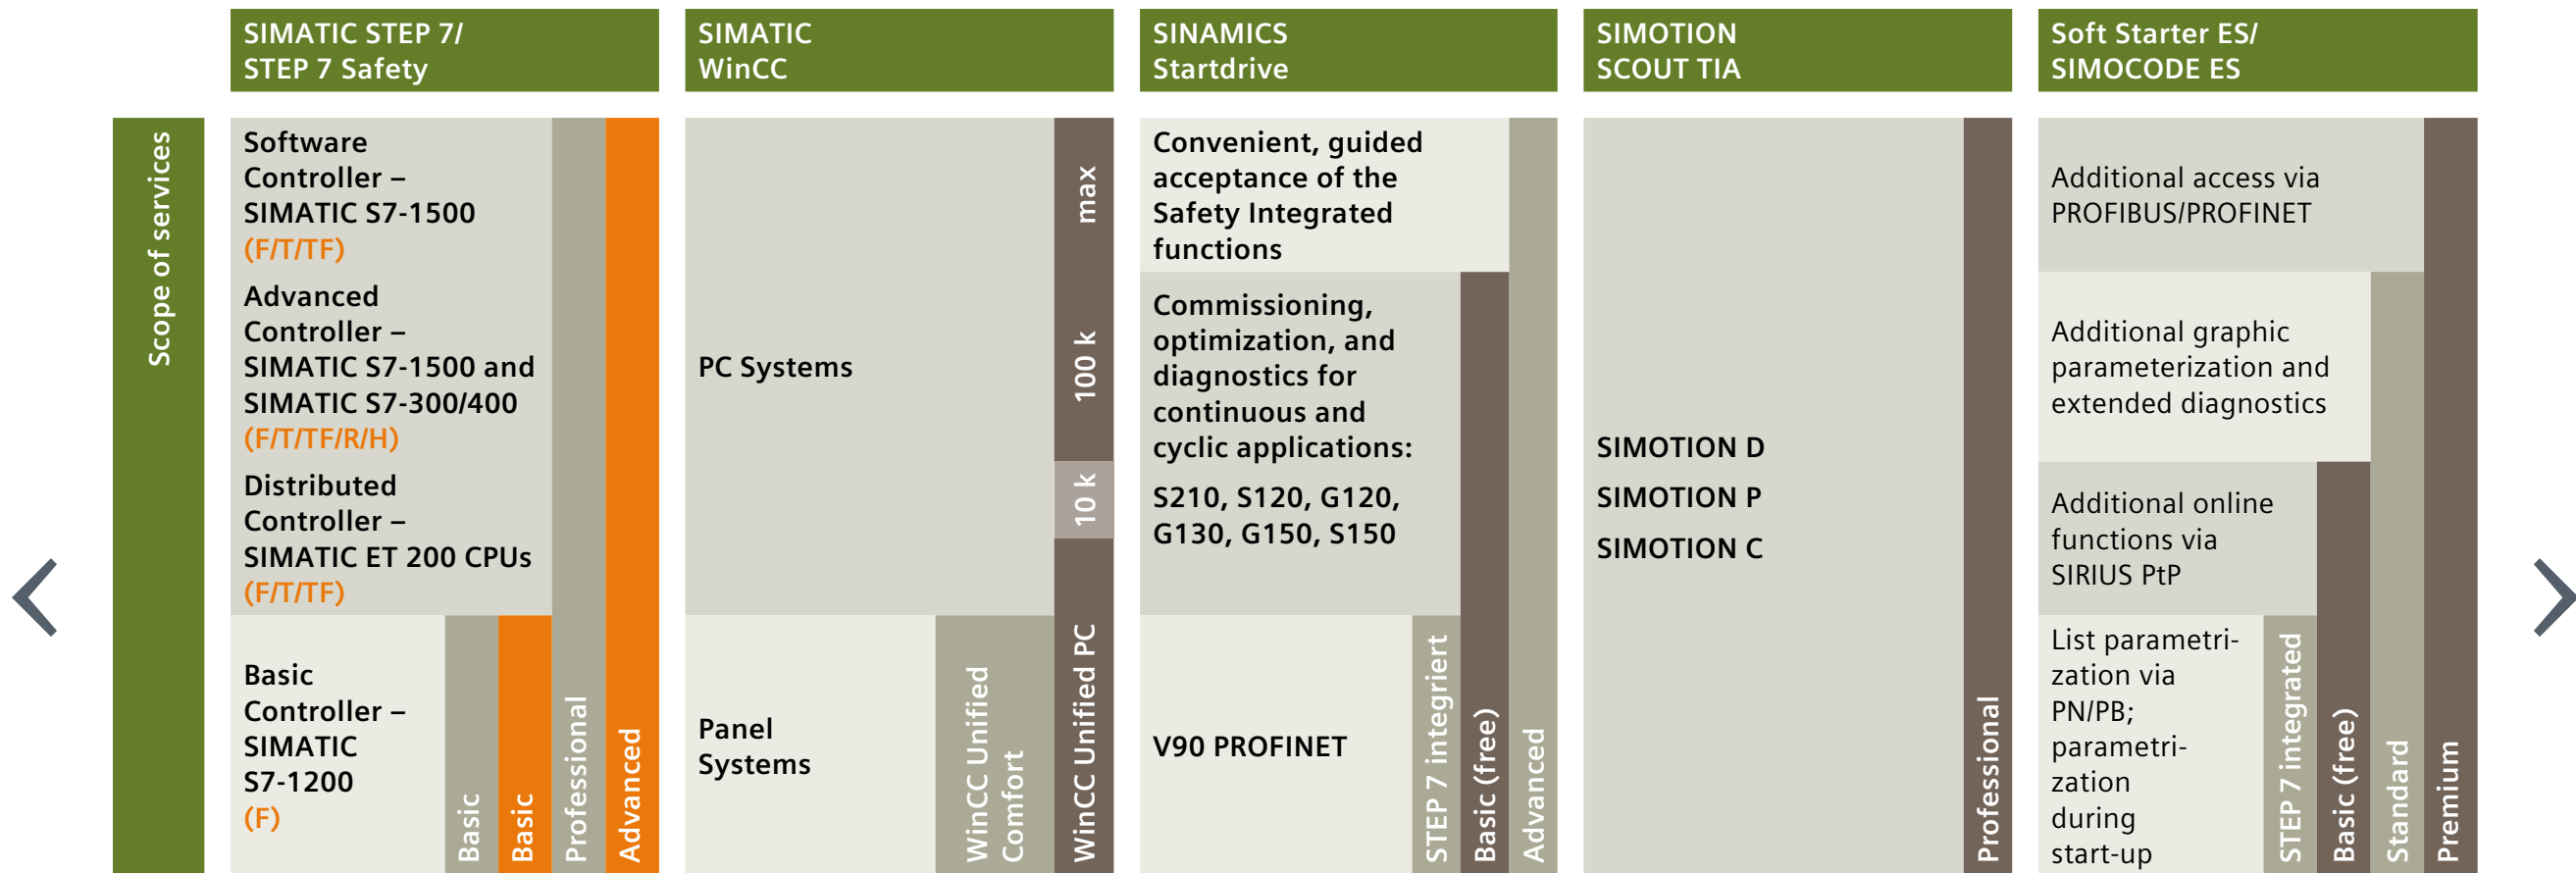 SIMATIC STEP 7/
STEP 7 Safety
SIMATIC
WinCC
SINAMICS
Startdrive
SIMOTION
SCOUT TIA
Soft Starter ES/
SIMOCODE ES
Scope of services
Software
Controller –
SIMATIC S7-1500
(F/T/TF)
Advanced
Controller –
SIMATIC S7-1500 and
SIMATIC S7-300/400
(F/T/TF/R/H)
Distributed
Controller –
SIMATIC ET 200 CPUs
(F/T/TF)
Basic
Controller –
SIMATIC
S7-1200
(F)
Basic
Basic
Professional
Advanced
PC Systems
Panel
Systems
WinCC Unified
Comfort
max
100 k
10 k
WinCC Unified PC
Convenient, guided
acceptance of the
Safety Integrated
functions
Commissioning,
optimization, and
diagnostics for
continuous and
cyclic applications:
S210, S120, G120,
G130, G150, S150
V90 PROFINET
STEP 7 integriert
Basic (free)
Advanced
SIMOTION D
SIMOTION P
SIMOTION C
Professional
Additional access via
PROFIBUS/PROFINET
Additional graphic
parameterization and
extended diagnostics
Additional online
functions via
SIRIUS PtP
List parametri-
zation via
PN/PB;
parametri-
zation
during
start-up
STEP 7 integrated
Basic (free)
Standard
Premium